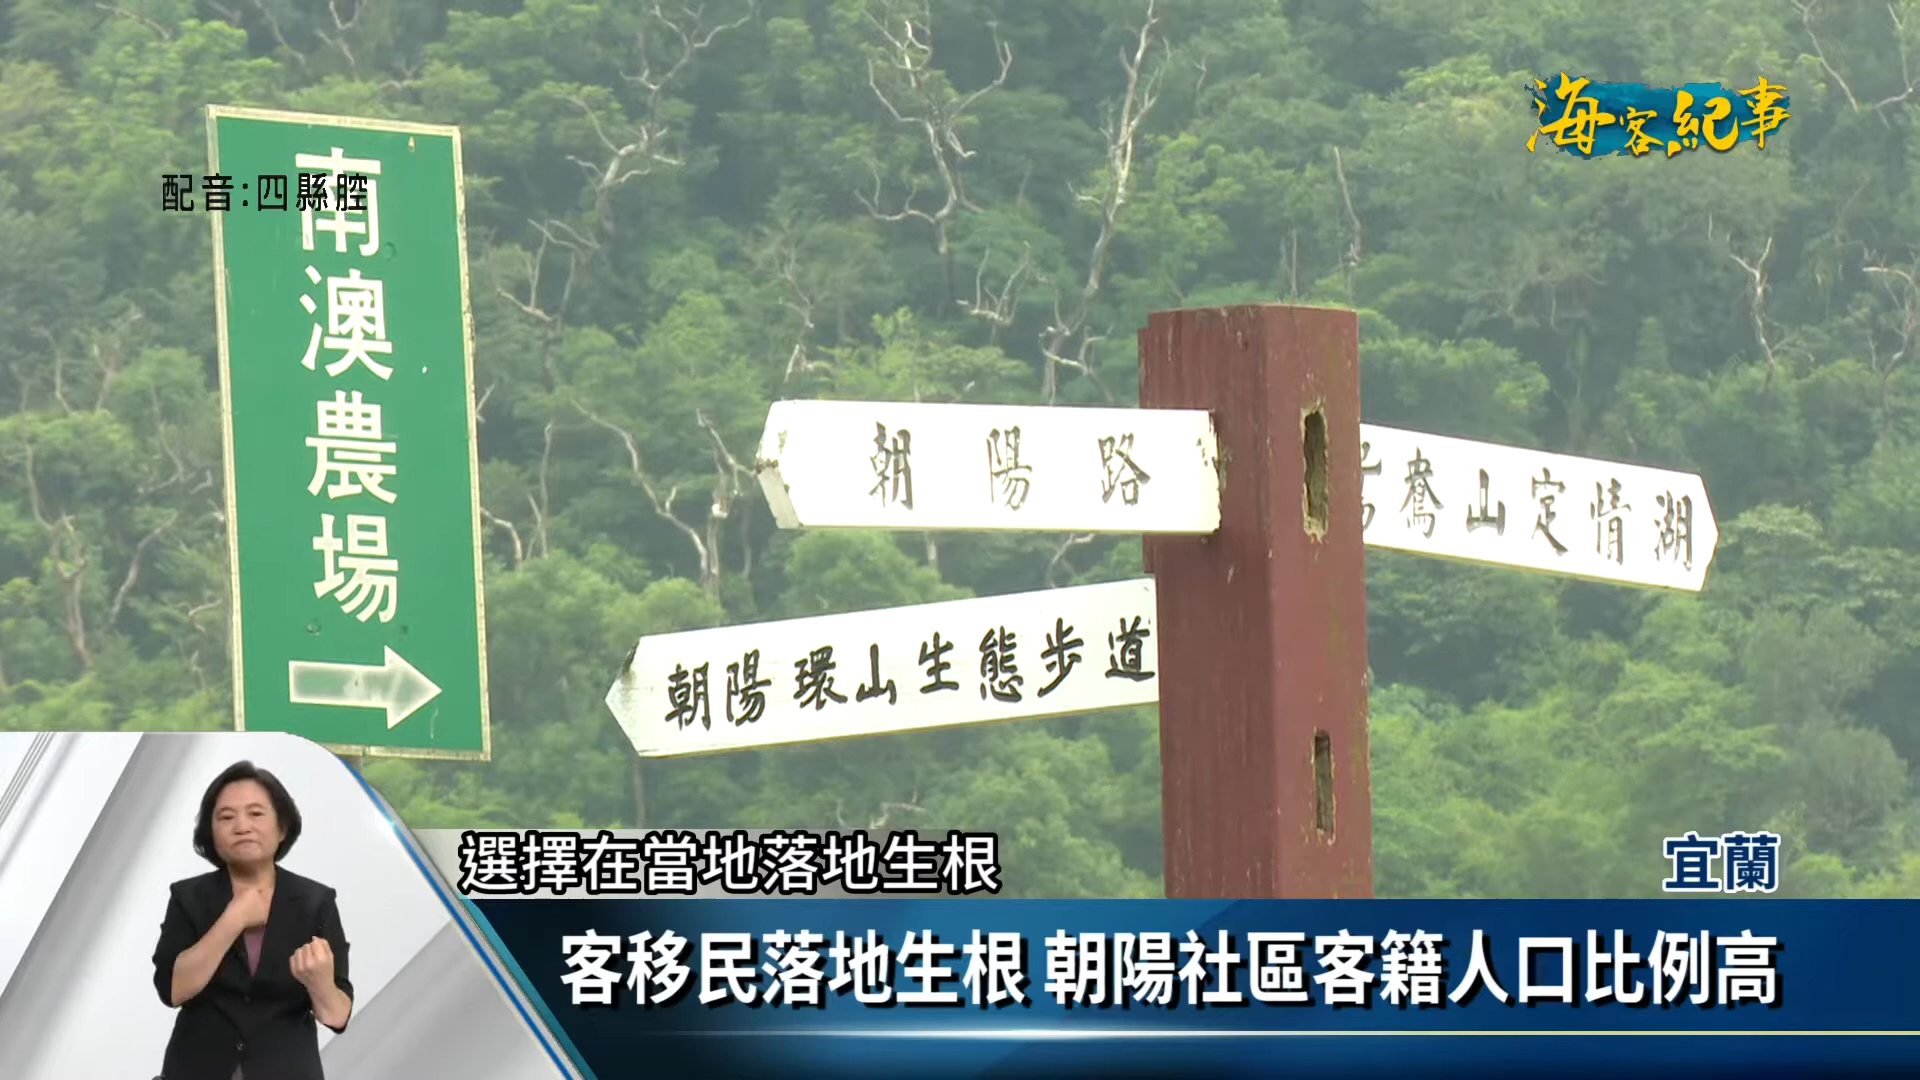 海客紀事
配音:四縣腔
南澳農場
朝陽路
鴦山定情湖
朝陽環山生態步道
選擇在當地落地生根
宜蘭
客移民落地生根 朝陽社區客籍人口比例高